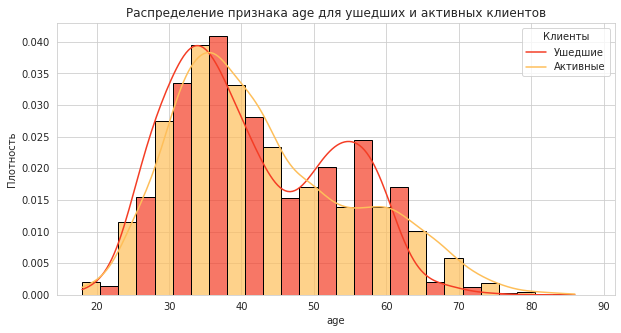 Распределение признака age для ушедших и активных клиентов
Клиенты
Ушедшие
Активные
Плотность
0.040
0.035
0.030
0.025
0.020
0.015
0.010
0.005
0.000
20 30 40 50 60 70 80 90
age